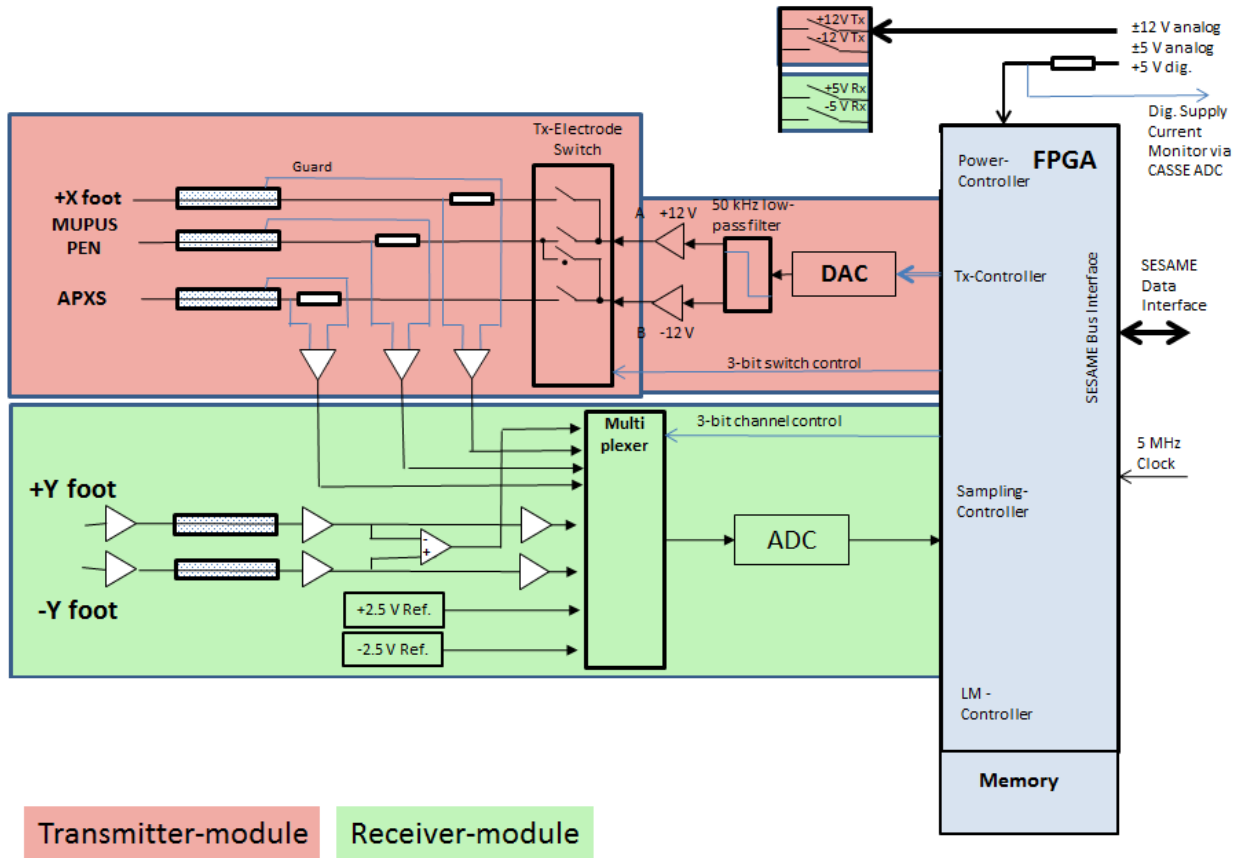 +12V Tx
-12 V Tx
+5V Rx
-5 V Rx
±12 V analog
±5 V analog
+5 V dig.
Dig. Supply
Current
Monitor via
CASSE ADC
Tx-Electrode
Switch
Guard
+X foot
MUPUS
PEN
APXS
A
+12 V
B
-12 V
50 kHz low-
pass filter
DAC
3-bit switch control
Power-
Controller
FPGA
Tx-Controller
SESAME Bus Interface
SESAME
Data
Interface
5 MHz
Clock
Sampling-
Controller
LM -
Controller
Memory
Multi
plexer
3-bit channel control
+Y foot
-Y foot
-
+
+2.5 V Ref.
-2.5 V Ref.
ADC
Transmitter-module
Receiver-module